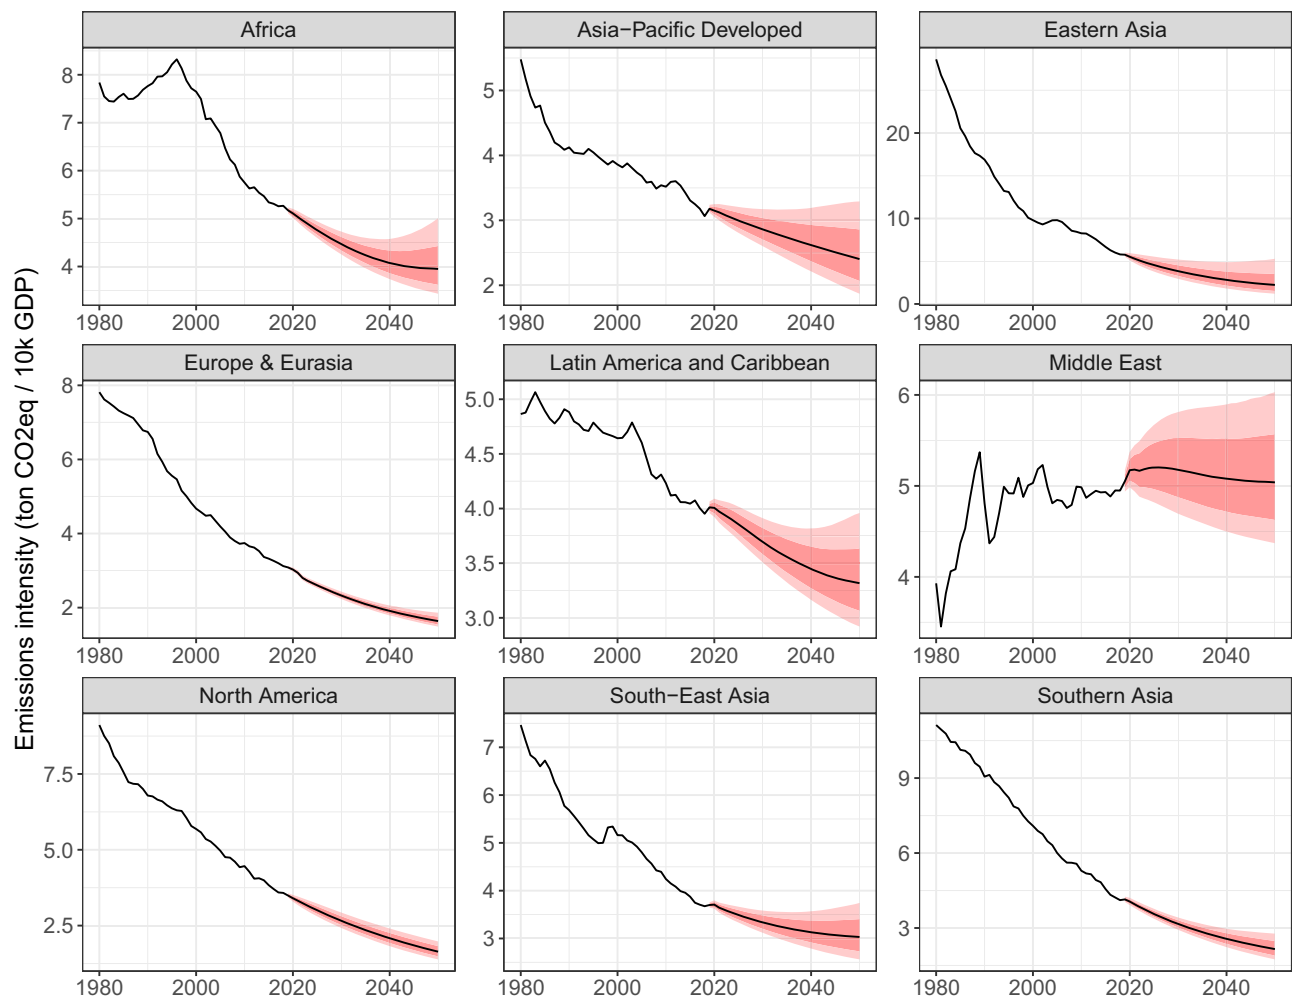 Emissions intensity (ton CO2eq / 10k GDP)
Africa
8
7
6
5
4
1980 2000 2020 2040
Asia−Pacific Developed
5
4
3
2
1980 2000 2020 2040
Eastern Asia
20
10
0
1980 2000 2020 2040
Europe & Eurasia
8
6
4
2
1980 2000 2020 2040
Latin America and Caribbean
5.0
4.5
4.0
3.5
3.0
1980 2000 2020 2040
Middle East
6
5
4
1980 2000 2020 2040
North America
7.5
5.0
2.5
1980 2000 2020 2040
South−East Asia
7
6
5
4
3
1980 2000 2020 2040
Southern Asia
9
6
3
1980 2000 2020 2040